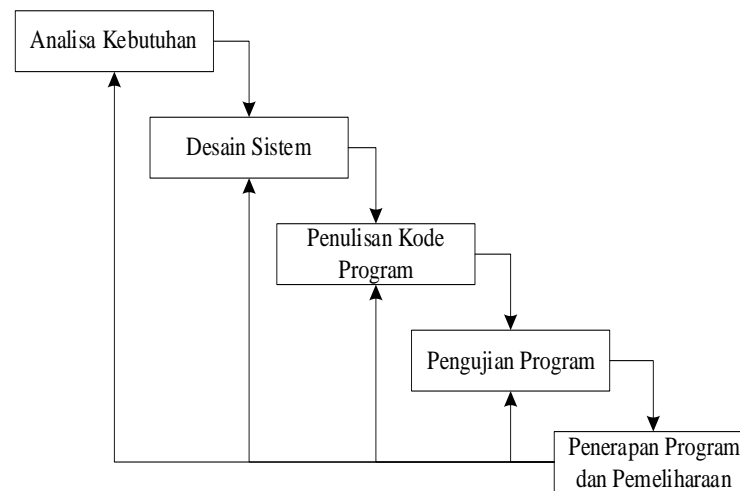 Analisa Kebutuhan
Desain Sistem
Penulisan Kode
Program
Pengujian Program
Penerapan Program
dan Pemeliharaan